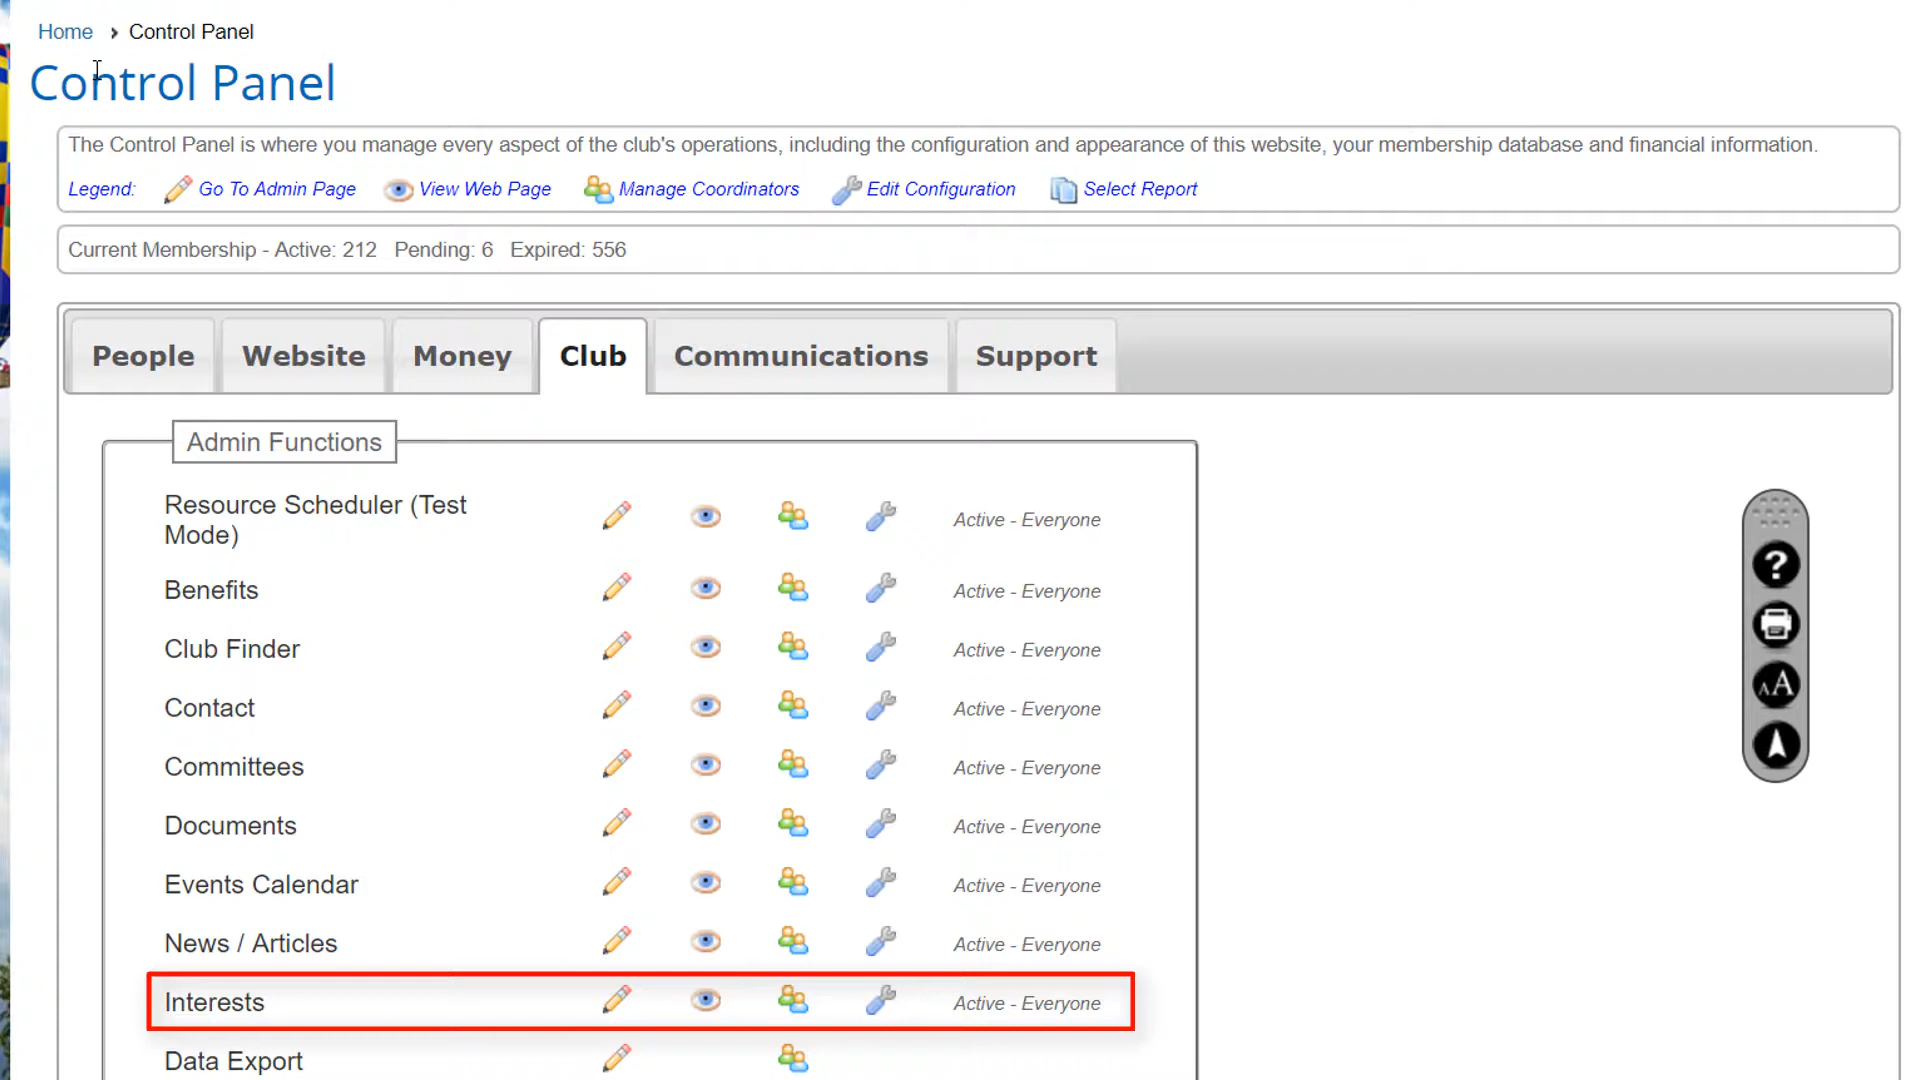 Home › Control Panel
Control Panel
The Control Panel is where you manage every aspect of the club's operations, including the configuration and appearance of this website, your membership database and financial information.
Legend: Go To Admin Page View Web Page Manage Coordinators Edit Configuration Select Report
Current Membership - Active: 212 Pending: 6 Expired: 556
People Website Money Club Communications Support
Admin Functions
Resource Scheduler (Test
Mode) Active - Everyone
Benefits Active - Everyone
Club Finder Active - Everyone
Contact Active - Everyone
Committees Active - Everyone
Documents Active - Everyone
Events Calendar Active - Everyone
News / Articles Active - Everyone
Interests Active - Everyone
Data Export
?
AA